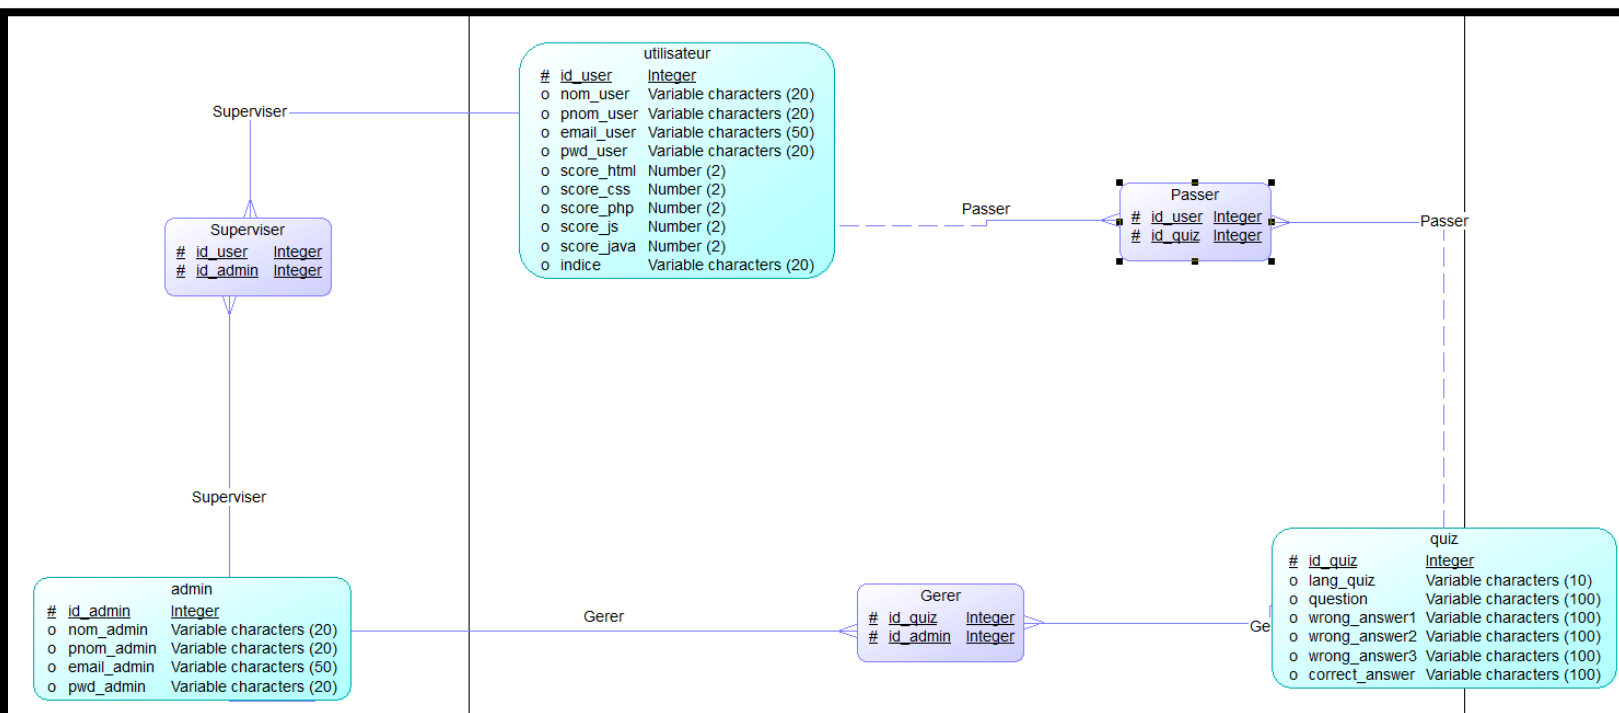 utilisateur
# id_user Integer
o nom_user Variable characters (20)
o pnom_user Variable characters (20)
o email_user Variable characters (50)
o pwd_user Variable characters (20)
o score_html Number (2)
o score_css Number (2)
o score_php Number (2)
o score_js Number (2)
o score_java Number (2)
o indice Variable characters (20)
Superviser
Superviser
# id_user Integer
# id_admin Integer
Superviser
Passer
Passer
# id_user Integer
# id_quiz Integer
Passer
admin
# id_admin Integer
o nom_admin Variable characters (20)
o pnom_admin Variable characters (20)
o email_admin Variable characters (50)
o pwd_admin Variable characters (20)
Gerer
Gerer
# id_quiz Integer
# id_admin Integer
Ge
quiz
# id_quiz Integer
o lang_quiz Variable characters (10)
o question Variable characters (100)
o wrong_answer1 Variable characters (100)
o wrong_answer2 Variable characters (100)
o wrong_answer3 Variable characters (100)
o correct_answer Variable characters (100)